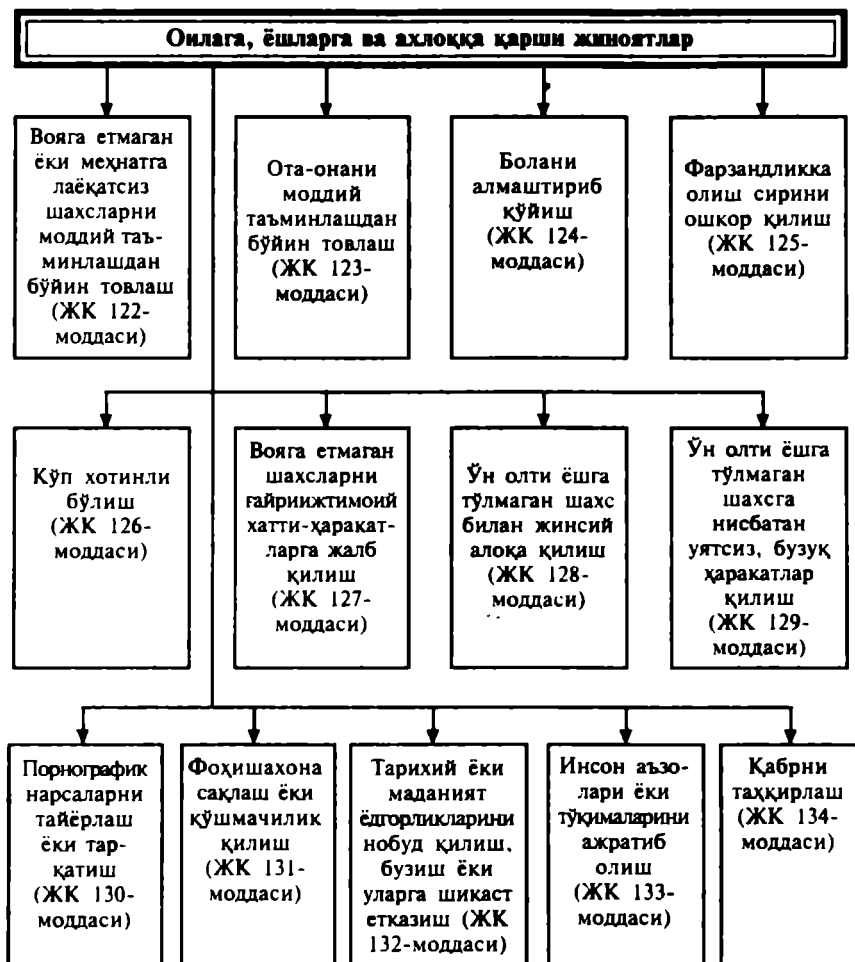 Оилага, ёшларга ва ахлоққа қарши жиноятлар
Вояга етмаган
ёки меҳнатга
лаёқатсиз
шахсларни
моддий таъ-
минлашдан
бўйин товлаш
(ЖК 122-
моддаси)
Ота-онани
моддий
таъминлашдан
бўйин товлаш
(ЖК 123-
моддаси)
Болани
алмаштириб
қўйиш
(ЖК 124-
моддаси)
Фарзандликка
олиш сирини
ошкор қилиш
(ЖК 125-
моддаси)
Кўп хотинли
бўлиш
(ЖК 126-
моддаси)
Вояга етмаган
шахсларни
ғайриижтимоий
хатти-ҳаракат-
ларга жалб
қилиш
(ЖК 127-
моддаси)
Ўн олти ёшга
тўлмаган шахс
билан жинсий
алоқа қилиш
(ЖК 128-
моддаси)
Ўн олти ёшга
тўлмаган
шахсга
нисбатан
уятсиз, бузуқ
ҳаракатлар
қилиш
(ЖК 129-
моддаси)
Порнографик
нарсаларни
тайёрлаш
ёки тар-
қатиш
(ЖК 130-
моддаси)
Фоҳишахона
сақлаш ёки
қўшмачилик
қилиш
(ЖК 131-
моддаси)
Тарихий ёки
маданият
ёдгорликларини
нобуд қилиш,
бузиш ёки
уларга шикаст
етказиш (ЖК
132-моддаси)
Инсон аъзо-
лари ёки
тўқималарини
ажратиб
олиш
(ЖК 133-
моддаси)
Қабрни
таҳқирлаш
(ЖК 134-
моддаси)